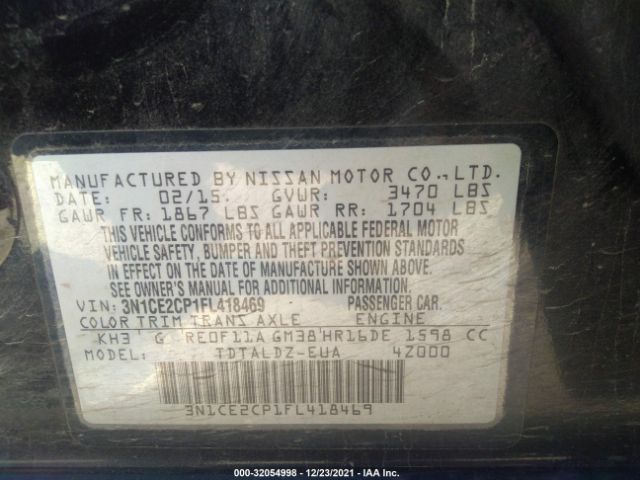 MANUFACTURED BY NISSAN MOTOR CO.,LTD.
DATE: 02/15. GVWR: 3470 LBS
GAWR FR: 1867 LBS GAWR RR: 1704 LBS
THIS VEHICLE CONFORMS TO ALL APPLICABLE FEDERAL MOTOR
VEHICLE SAFETY, BUMPER AND THEFT PREVENTION STANDARDS
IN EFFECT ON THE DATE OF MANUFACTURE SHOWN ABOVE.
SEE OWNER'S MANUAL FOR ADDITIONAL INFORMATION.
VIN: 3N1CE2CP1FL418469 PASSENGER CAR.
COLOR TRIM TRANS AXLE ENGINE
KH3 G RE0F11A GM38 HR16DE 1598 CC
MODEL: TDTALDZ-EUA 4Z000
3N1CE2CP1FL418469
000-32054998 - 12/23/2021 - IAA Inc.